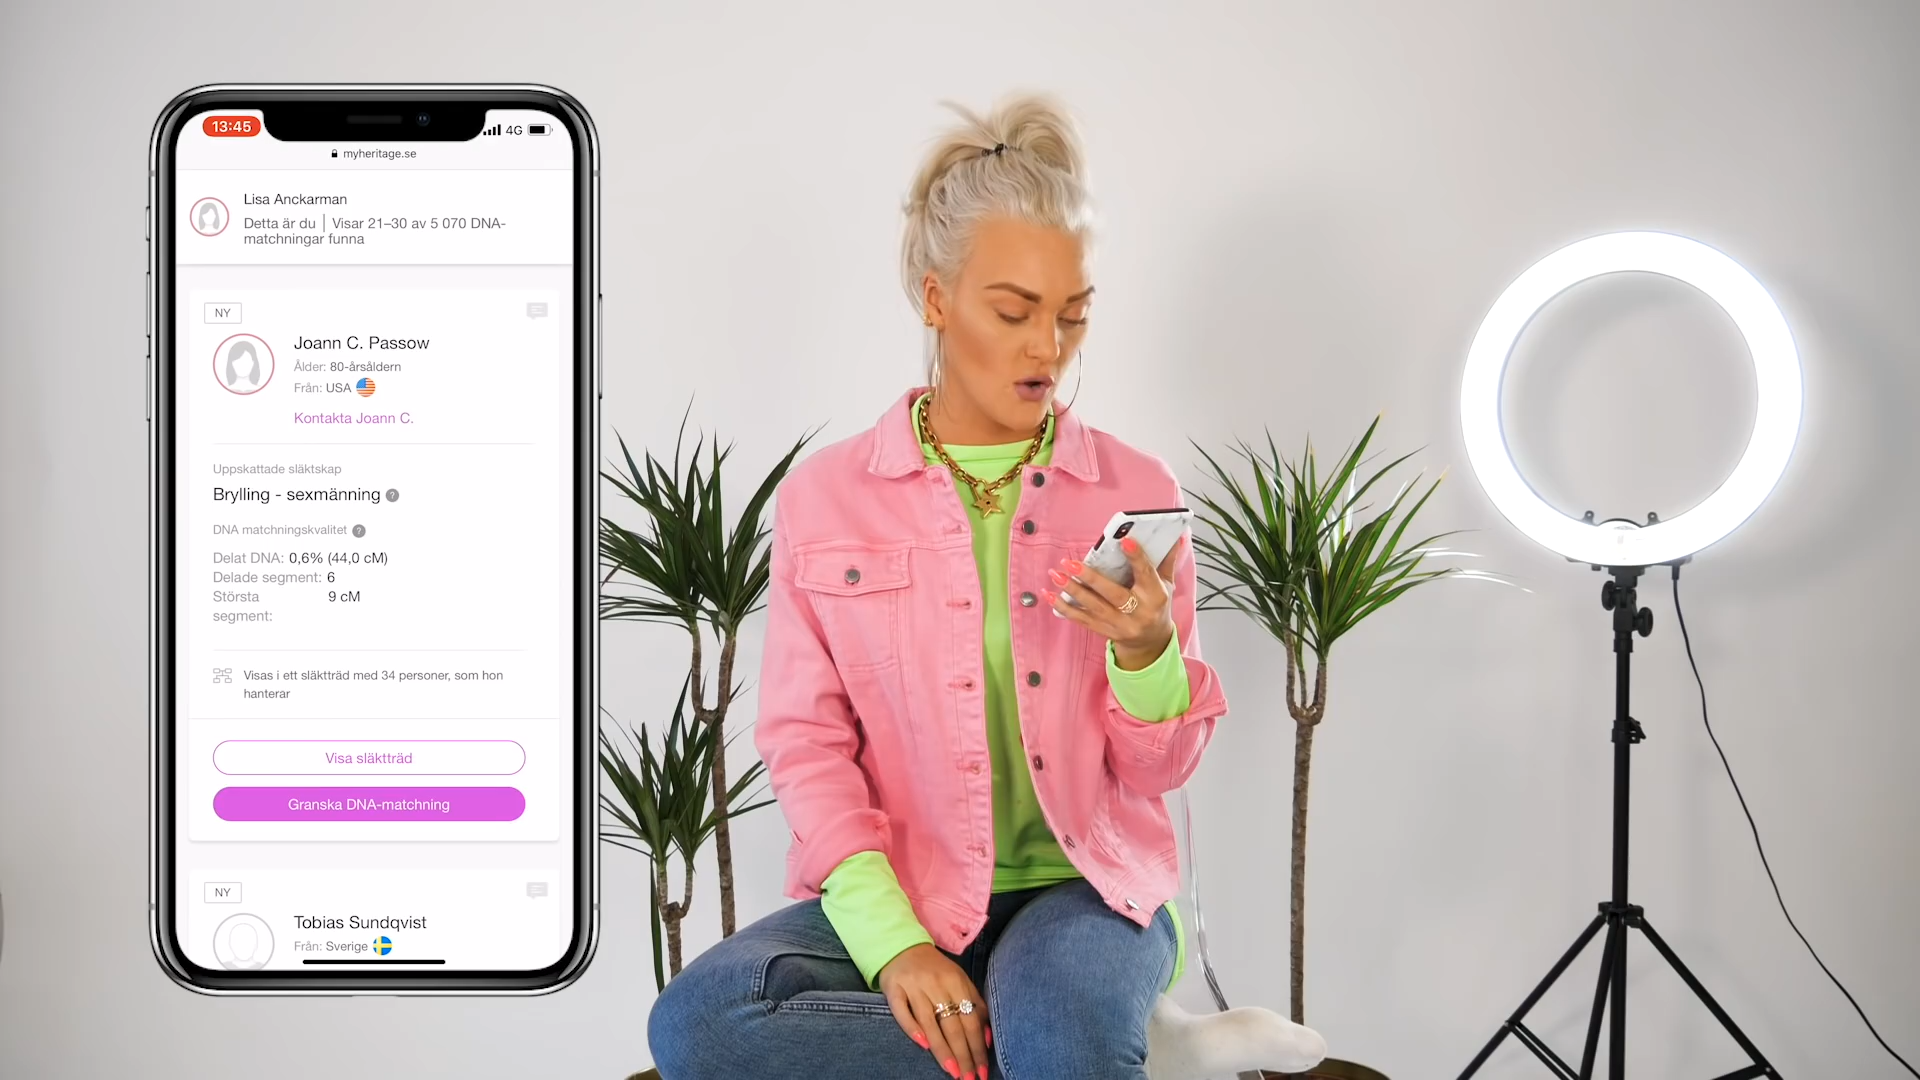 13:45
4G
myheritage.se
Lisa Anckarman
Detta är du | Visar 21–30 av 5 070 DNA-
matchningar funna
NY
Joann C. Passow
Ålder: 80-årsåldern
Från: USA
Kontakta Joann C.
Uppskattade släktskap
Brylling - sexmänning ?
DNA matchningskvalitet ?
Delat DNA: 0,6% (44,0 cM)
Delade segment: 6
Största 9 cM
segment:
Visas i ett släktträd med 34 personer, som hon
hanterar
Visa släktträd
Granska DNA-matchning
NY
Tobias Sundqvist
Från: Sverige